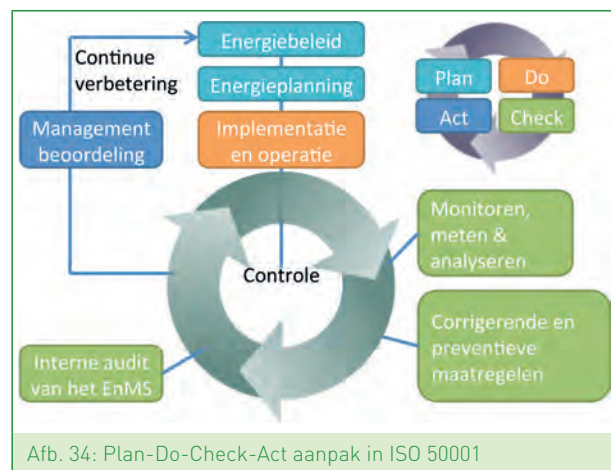 Energiebeleid
Continue
verbetering
Energieplanning
Management
beoordeling
Implementatie
en operatie
Plan
Do
Act
Check
Controle
Monitoren,
meten &
analyseren
Corrigerende en
preventieve
maatregelen
Interne audit
van het EnMS
Afb. 34: Plan-Do-Check-Act aanpak in ISO 50001